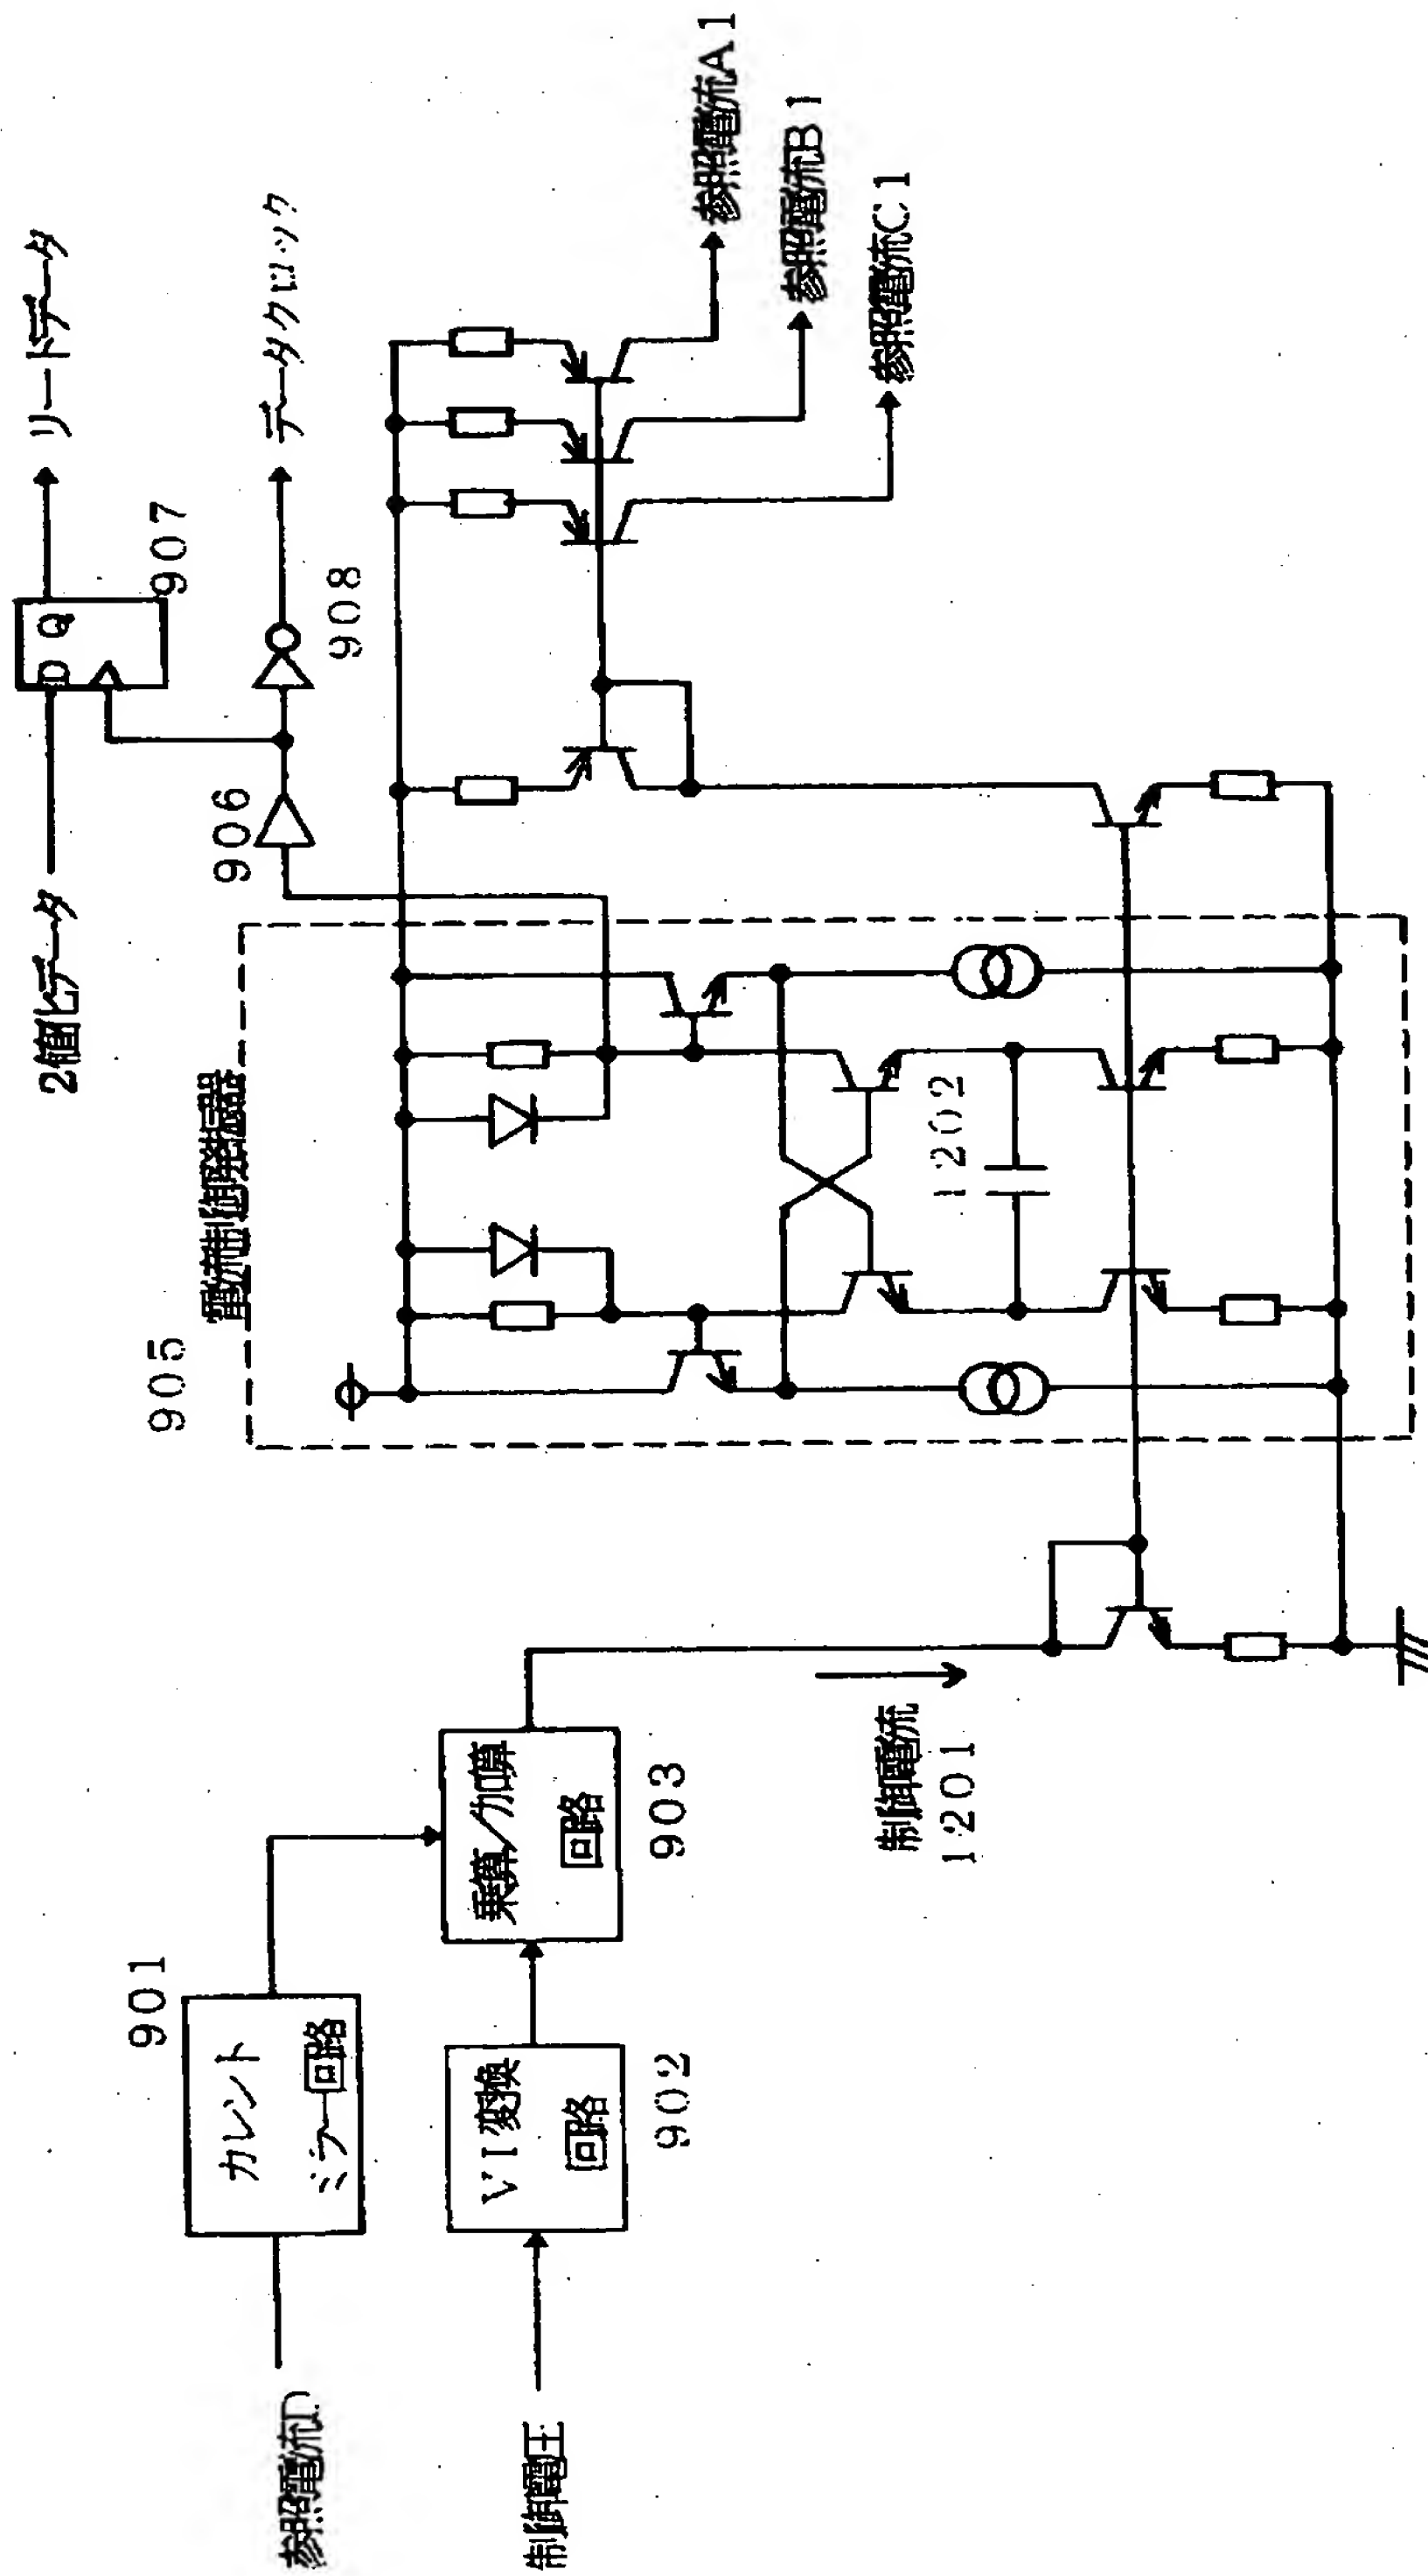 2値化データ
D Q
リードデータ
907
906
908
データクロック
電流制御発振器
905
参照電流A1
参照電流B1
参照電流C1
1202
参照電流D
カレント
ミラー回路
901
制御電圧
VI変換
回路
902
乗算/加算
回路
903
制御電流
1201